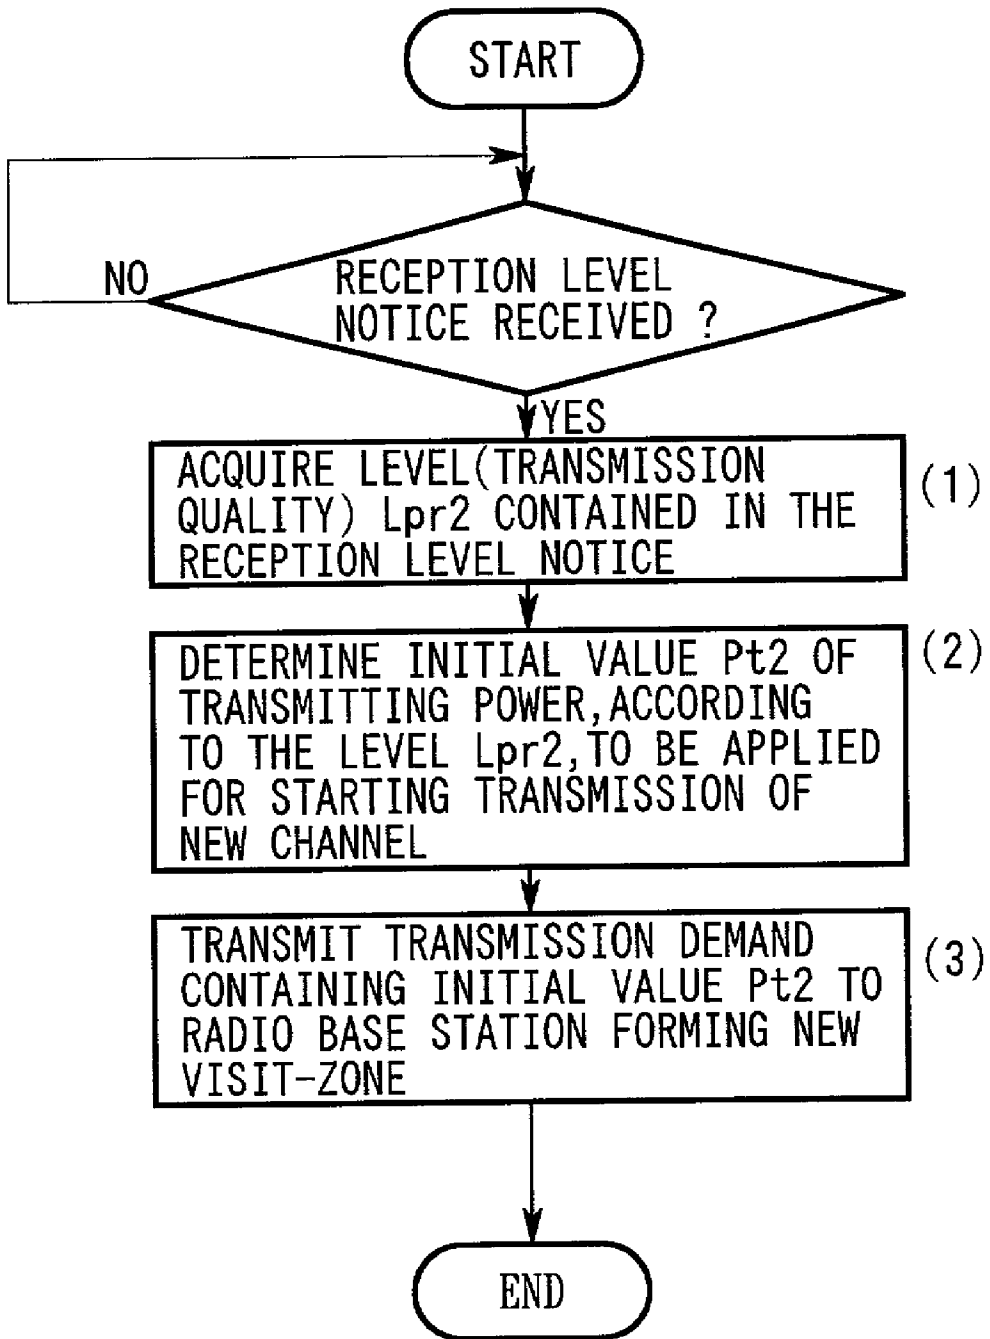 START
NO
RECEPTION LEVEL
NOTICE RECEIVED ?
YES
ACQUIRE LEVEL(TRANSMISSION
QUALITY) Lpr2 CONTAINED IN THE
RECEPTION LEVEL NOTICE
(1)
DETERMINE INITIAL VALUE Pt2 OF
TRANSMITTING POWER,ACCORDING
TO THE LEVEL Lpr2,TO BE APPLIED
FOR STARTING TRANSMISSION OF
NEW CHANNEL
(2)
TRANSMIT TRANSMISSION DEMAND
CONTAINING INITIAL VALUE Pt2 TO
RADIO BASE STATION FORMING NEW
VISIT-ZONE
(3)
END